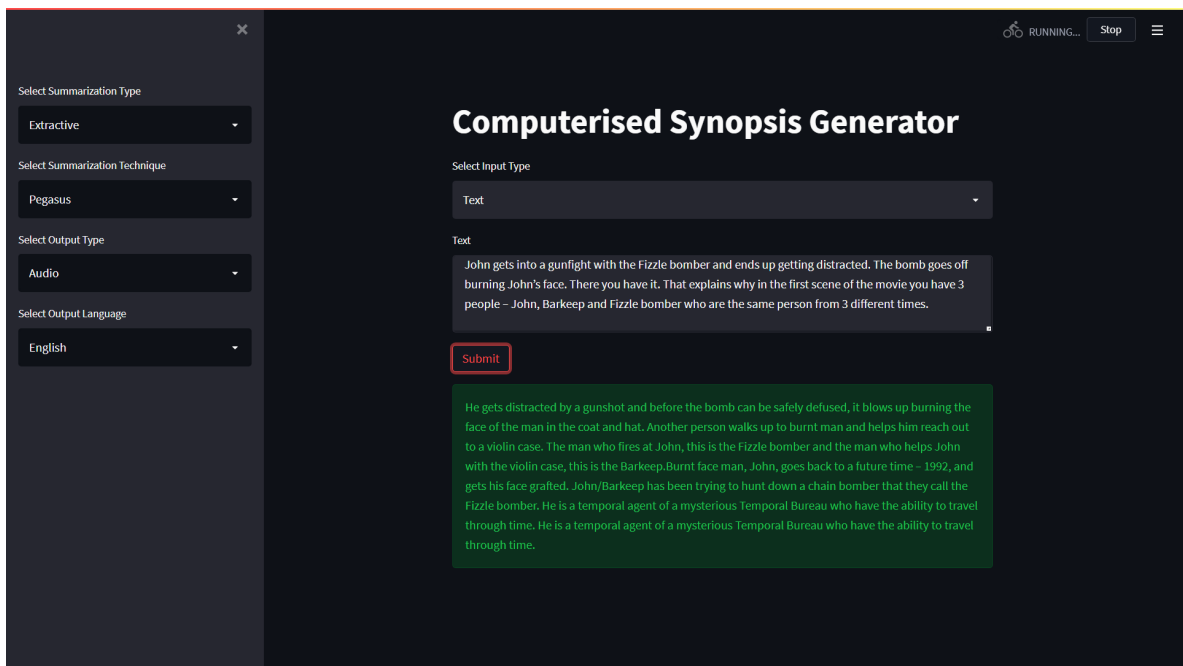 ×
RUNNING...
Stop
Select Summarization Type
Extractive
Select Summarization Technique
Pegasus
Select Output Type
Audio
Select Output Language
English
Computerised Synopsis Generator
Select Input Type
Text
Text
John gets into a gunfight with the Fizzle bomber and ends up getting distracted. The bomb goes off
burning John’s face. There you have it. That explains why in the first scene of the movie you have 3
people – John, Barkeep and Fizzle bomber who are the same person from 3 different times.
Submit
He gets distracted by a gunshot and before the bomb can be safely defused, it blows up burning the
face of the man in the coat and hat. Another person walks up to burnt man and helps him reach out
to a violin case. The man who fires at John, this is the Fizzle bomber and the man who helps John
with the violin case, this is the Barkeep.Burnt face man, John, goes back to a future time – 1992, and
gets his face grafted. John/Barkeep has been trying to hunt down a chain bomber that they call the
Fizzle bomber. He is a temporal agent of a mysterious Temporal Bureau who have the ability to travel
through time. He is a temporal agent of a mysterious Temporal Bureau who have the ability to travel
through time.